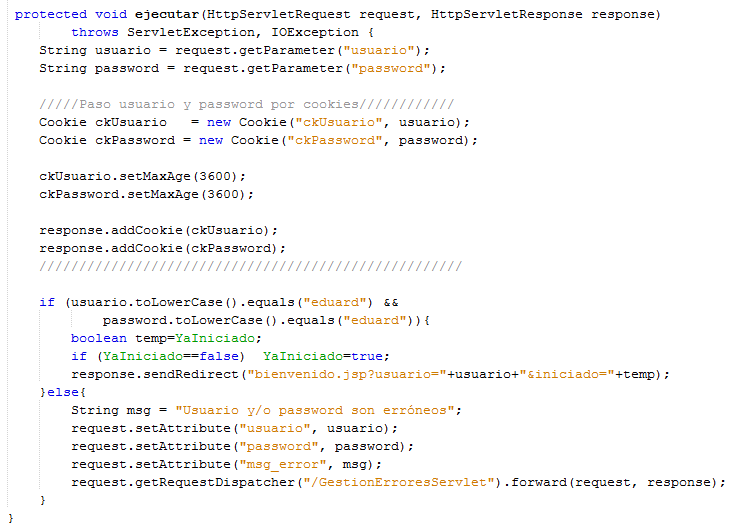 protected void ejecutar(HttpServletRequest request, HttpServletResponse response)
throws ServletException, IOException {
String usuario = request.getParameter("usuario");
String password = request.getParameter("password");
/////Paso usuario y password por cookies////////////
Cookie ckUsuario   = new Cookie("ckUsuario", usuario);
Cookie ckPassword = new Cookie("ckPassword", password);
ckUsuario.setMaxAge(3600);
ckPassword.setMaxAge(3600);
response.addCookie(ckUsuario);
response.addCookie(ckPassword);
/////////////////////////////////////////////////////
if (usuario.toLowerCase().equals("eduard") &&
password.toLowerCase().equals("eduard")){
boolean temp=YaIniciado;
if (YaIniciado==false)  YaIniciado=true;
response.sendRedirect("bienvenido.jsp?usuario="+usuario+"&iniciado="+temp);
}else{
String msg = "Usuario y/o password son erróneos";
request.setAttribute("usuario", usuario);
request.setAttribute("password", password);
request.setAttribute("msg_error", msg);
request.getRequestDispatcher("/GestionErroresServlet").forward(request, response);
}
}